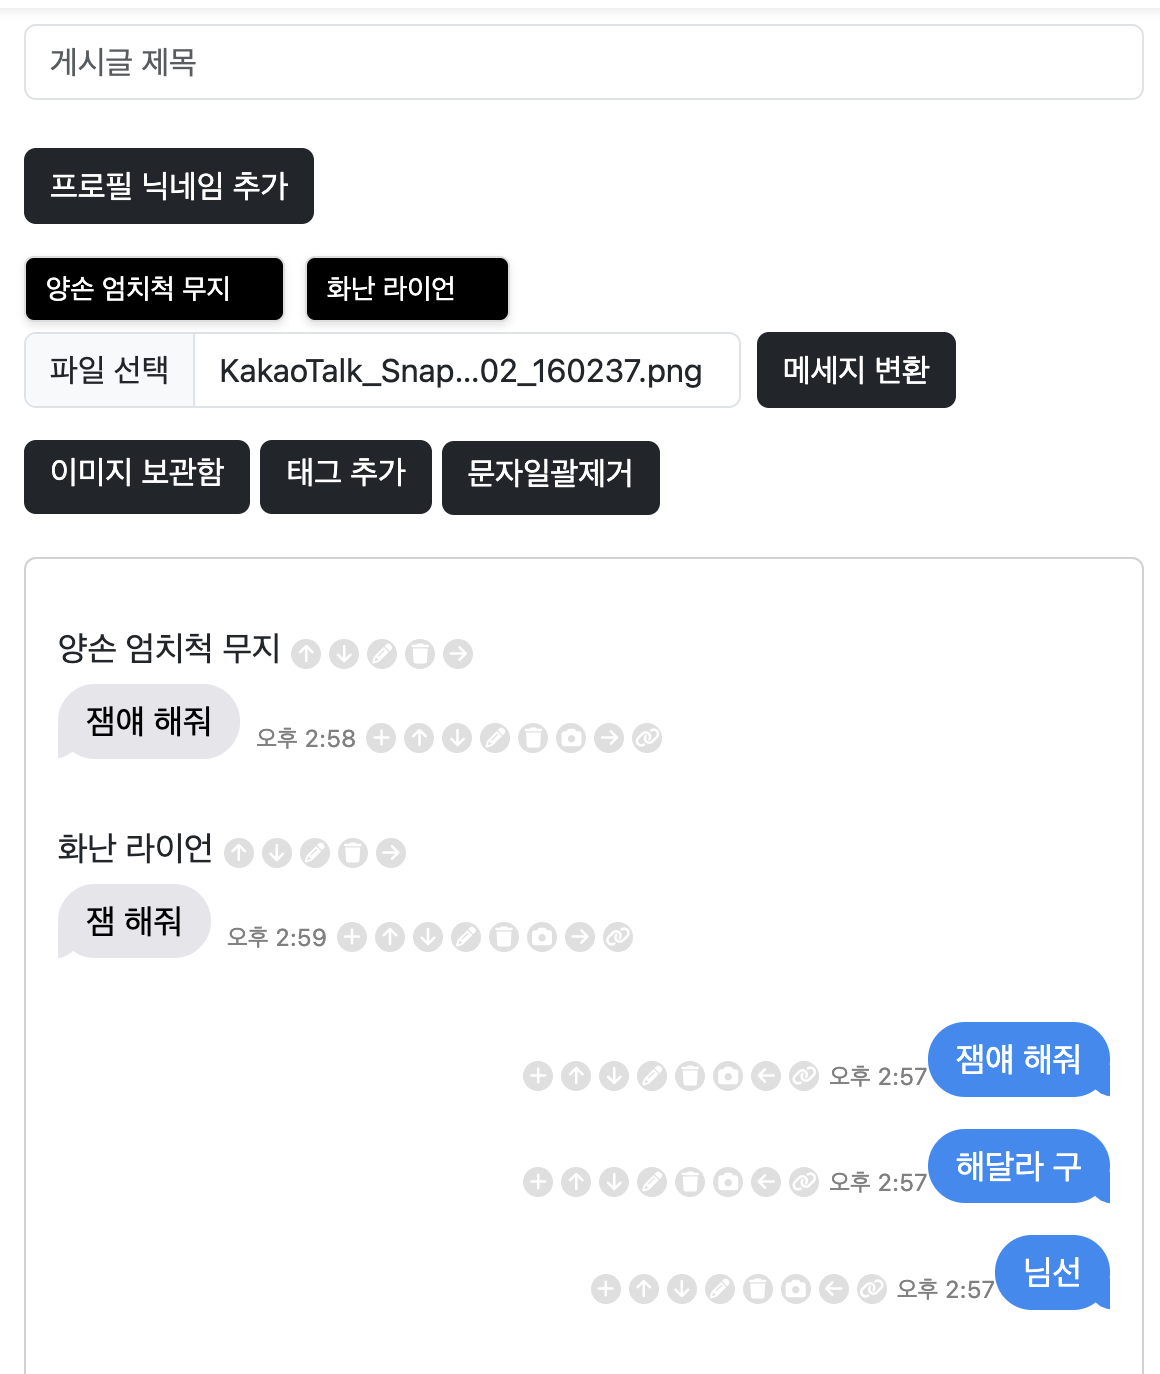 게시글 제목
프로필 닉네임 추가
양손 엄치척 무지
화난 라이언
파일 선택
KakaoTalk_Snap...02_160237.png
메세지 변환
이미지 보관함
태그 추가
문자일괄제거
양손 엄치척 무지
잼얘 해줘
오후 2:58
화난 라이언
잼 해줘
오후 2:59
오후 2:57
잼얘 해줘
오후 2:57
해달라 구
오후 2:57
님선